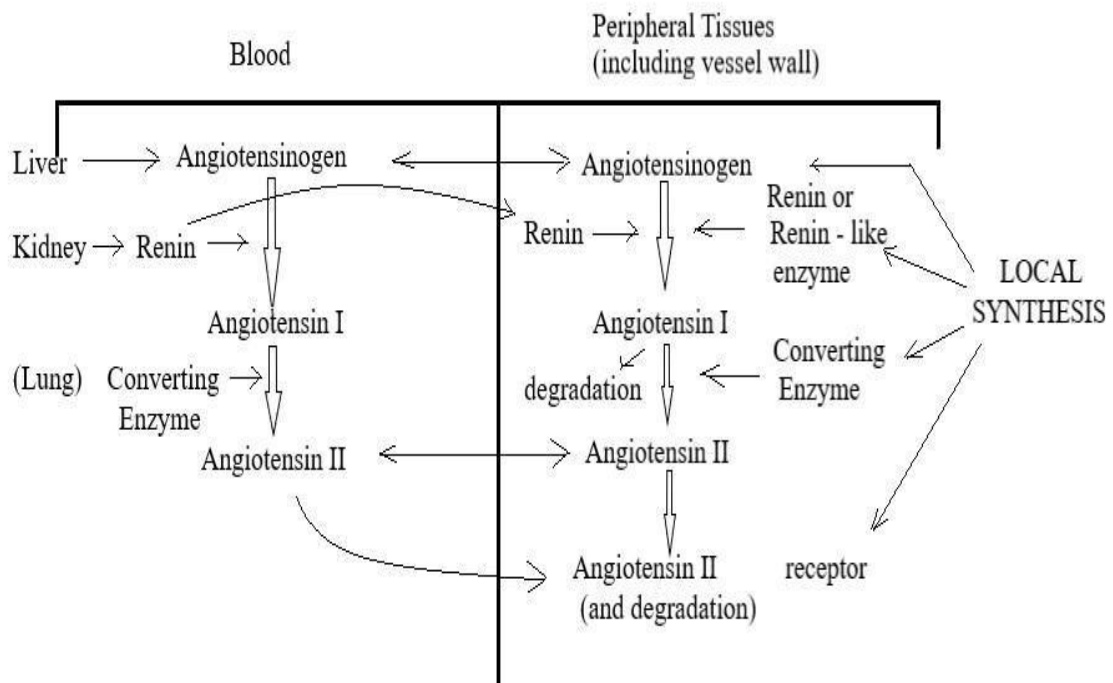 Blood
Peripheral Tissues
(including vessel wall)
Liver
Angiotensinogen
Kidney
Renin
Angiotensin I
(Lung)
Converting
Enzyme
Angiotensin II
Angiotensinogen
Renin
Renin or
Renin - like
enzyme
Angiotensin I
degradation
Converting
Enzyme
Angiotensin II
Angiotensin II
(and degradation)
receptor
LOCAL
SYNTHESIS